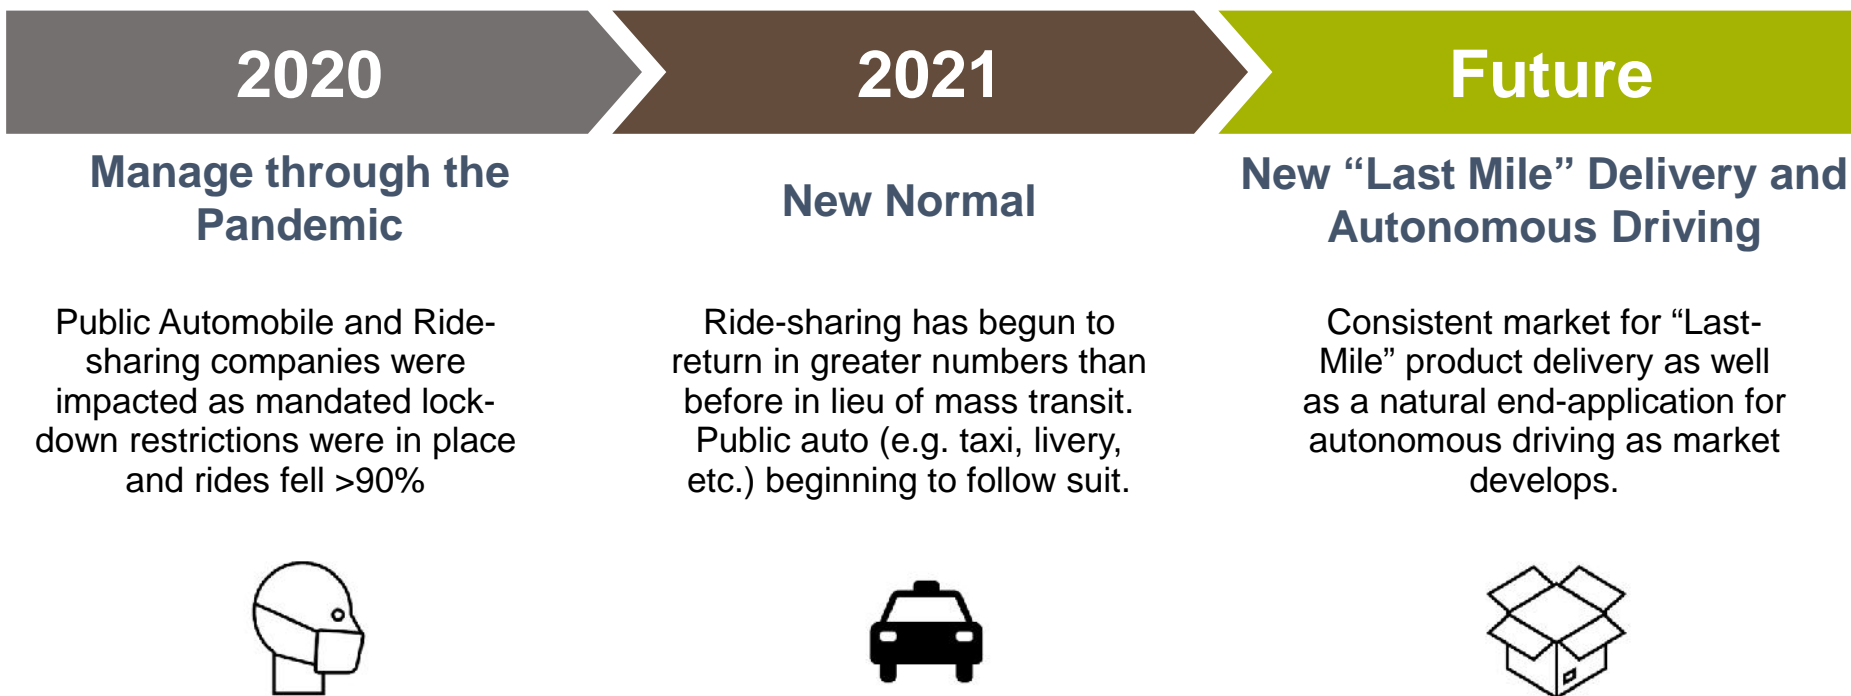 2020
2021
Future
Manage through the
Pandemic
New Normal
New “Last Mile” Delivery and
Autonomous Driving
Public Automobile and Ride-
sharing companies were
impacted as mandated lock-
down restrictions were in place
and rides fell >90%
Ride-sharing has begun to
return in greater numbers than
before in lieu of mass transit.
Public auto (e.g. taxi, livery,
etc.) beginning to follow suit.
Consistent market for “Last-
Mile” product delivery as well
as a natural end-application for
autonomous driving as market
develops.